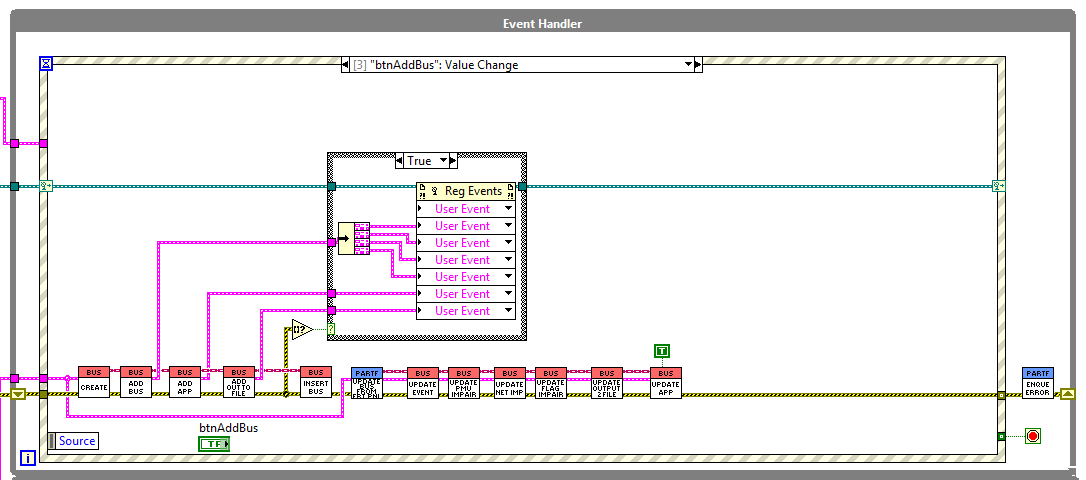 Event Handler
[3] "btnAddBus": Value Change
True
Reg Events
User Event
User Event
User Event
User Event
User Event
User Event
User Event
?
BUS
CREATE
BUS
ADD
BUS
BUS
ADD
APP
BUS
ADD
OUT TO
FILE
BUS
INSERT
BUS
PARTF
UPDATE
BUS
FROM
BUS
UPDATE
EVENT
BUS
UPDATE
PMU
IMPAIR
BUS
UPDATE
NET IMP
BUS
UPDATE
FLAG
IMPAIR
BUS
UPDATE
OUTPUT
2 FILE
T
BUS
UPDATE
APP
PARTF
ENQUE
ERROR
btnAddBus
TF
Source
i